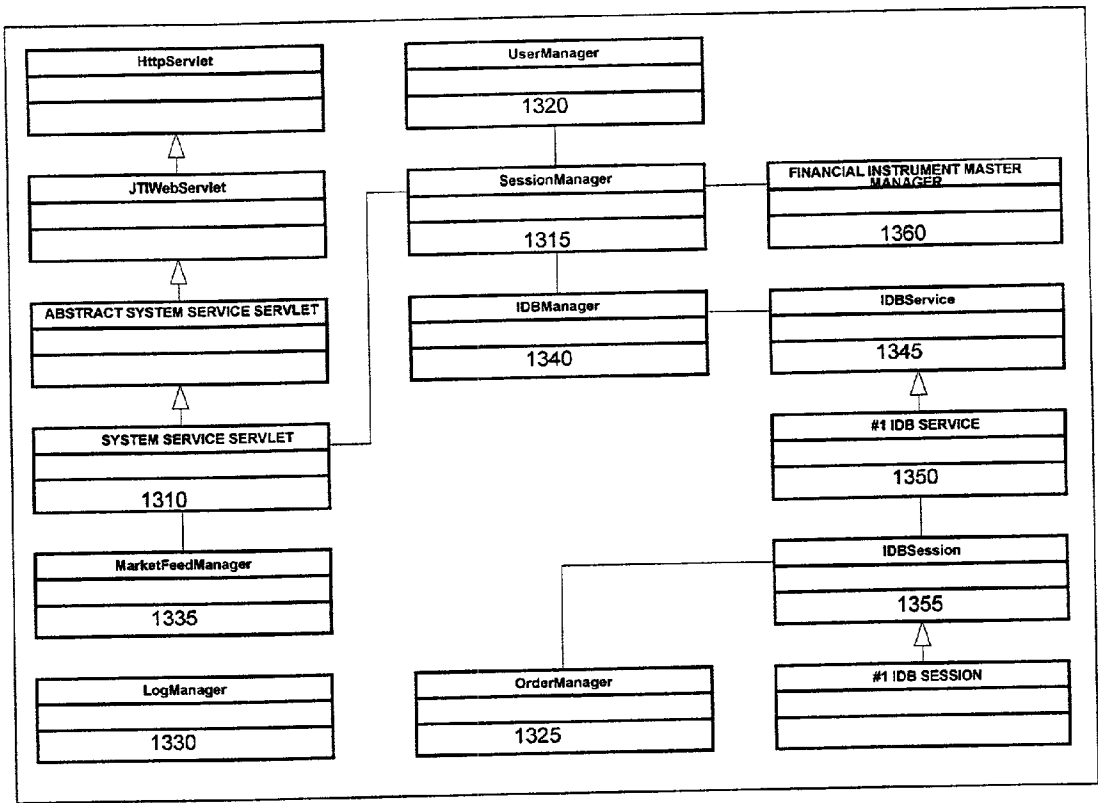 HttpServlet
JTIWebServlet
ABSTRACT SYSTEM SERVICE SERVLET
SYSTEM SERVICE SERVLET
1310
MarketFeedManager
1335
LogManager
1330
UserManager
1320
SessionManager
1315
IDBManager
1340
OrderManager
1325
FINANCIAL INSTRUMENT MASTER
MANAGER
1360
IDBService
1345
#1 IDB SERVICE
1350
IDBSession
1355
#1 IDB SESSION